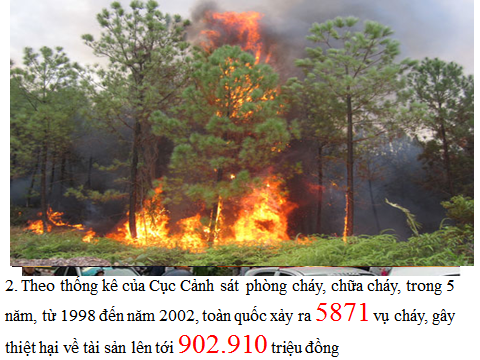 2. Theo thống kê của Cục Cảnh sát phòng cháy, chữa cháy, trong 5
năm, từ 1998 đến năm 2002, toàn quốc xảy ra 5871 vụ cháy, gây
thiệt hại về tài sản lên tới 902.910 triệu đồng